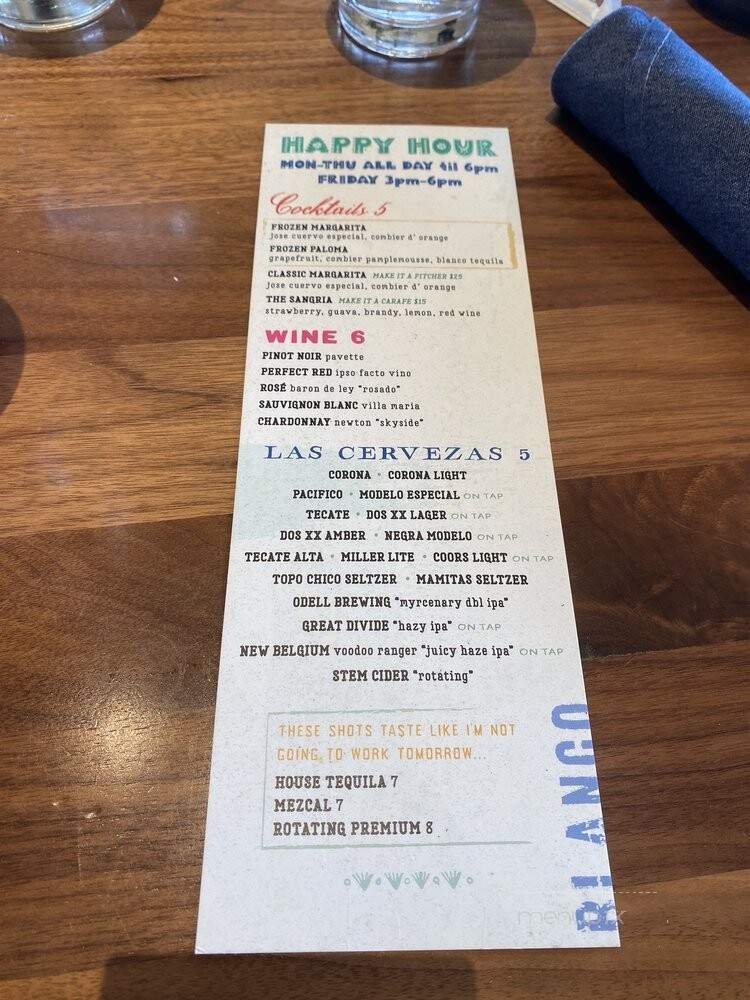 HAPPY HOUR
MON-THU ALL DAY til 6pm
FRIDAY 3pm-6pm
Cocktails 5
FROZEN MARGARITA
jose cuervo especial, combier d' orange
FROZEN PALOMA
grapefruit, combier pamplemousse, blanco tequila
CLASSIC MARGARITA MAKE IT A PITCHER $25
jose cuervo especial, combier d' orange
THE SANGRIA MAKE IT A CARAFE $15
strawberry, guava, brandy, lemon, red wine
WINE 6
PINOT NOIR pavette
PERFECT RED ipso facto vino
ROSÉ baron de ley "rosado"
SAUVIGNON BLANC villa maria
CHARDONNAY newton "skyside"
LAS CERVEZAS 5
CORONA • CORONA LIGHT
PACIFICO • MODELO ESPECIAL ON TAP
TECATE • DOS XX LAGER ON TAP
DOS XX AMBER • NEGRA MODELO ON TAP
TECATE ALTA • MILLER LITE • COORS LIGHT ON TAP
TOPO CHICO SELTZER • MAMITAS SELTZER
ODELL BREWING "myrcenary dbl ipa"
GREAT DIVIDE "hazy ipa" ON TAP
NEW BELGIUM voodoo ranger "juicy haze ipa" ON TAP
STEM CIDER "rotating"
THESE SHOTS TASTE LIKE I'M NOT
GOING TO WORK TOMORROW...
HOUSE TEQUILA 7
MEZCAL 7
ROTATING PREMIUM 8
BLANCO